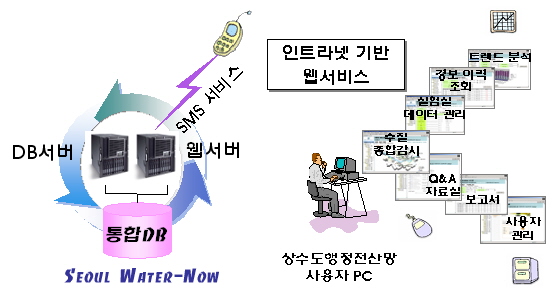 인트라넷 기반
웹서비스
트렌드 분석
경보 이력
조회
실험실
데이터 관리
수질
종합감시
Q&A
자료실
보고서
사용자
관리
SMS 서비스
DB서버
웹서버
통합DB
SEOUL WATER-NOW
상수도행정전산망
사용자 PC